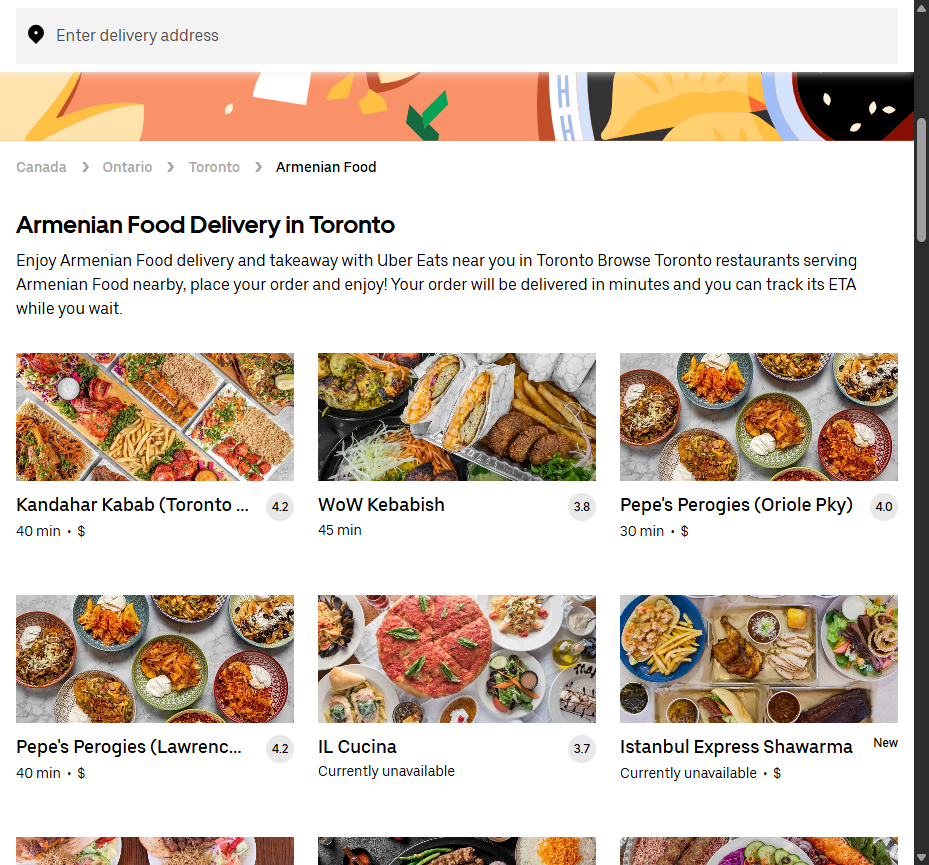 Enter delivery address
Canada > Ontario > Toronto > Armenian Food
Armenian Food Delivery in Toronto
Enjoy Armenian Food delivery and takeaway with Uber Eats near you in Toronto Browse Toronto restaurants serving
Armenian Food nearby, place your order and enjoy! Your order will be delivered in minutes and you can track its ETA
while you wait.
Kandahar Kabab (Toronto ... 4.2
40 min • $
WoW Kebabish 3.8
45 min
Pepe's Perogies (Oriole Pky) 4.0
30 min • $
Pepe's Perogies (Lawrenc... 4.2
40 min • $
IL Cucina 3.7
Currently unavailable
Istanbul Express Shawarma New
Currently unavailable • $